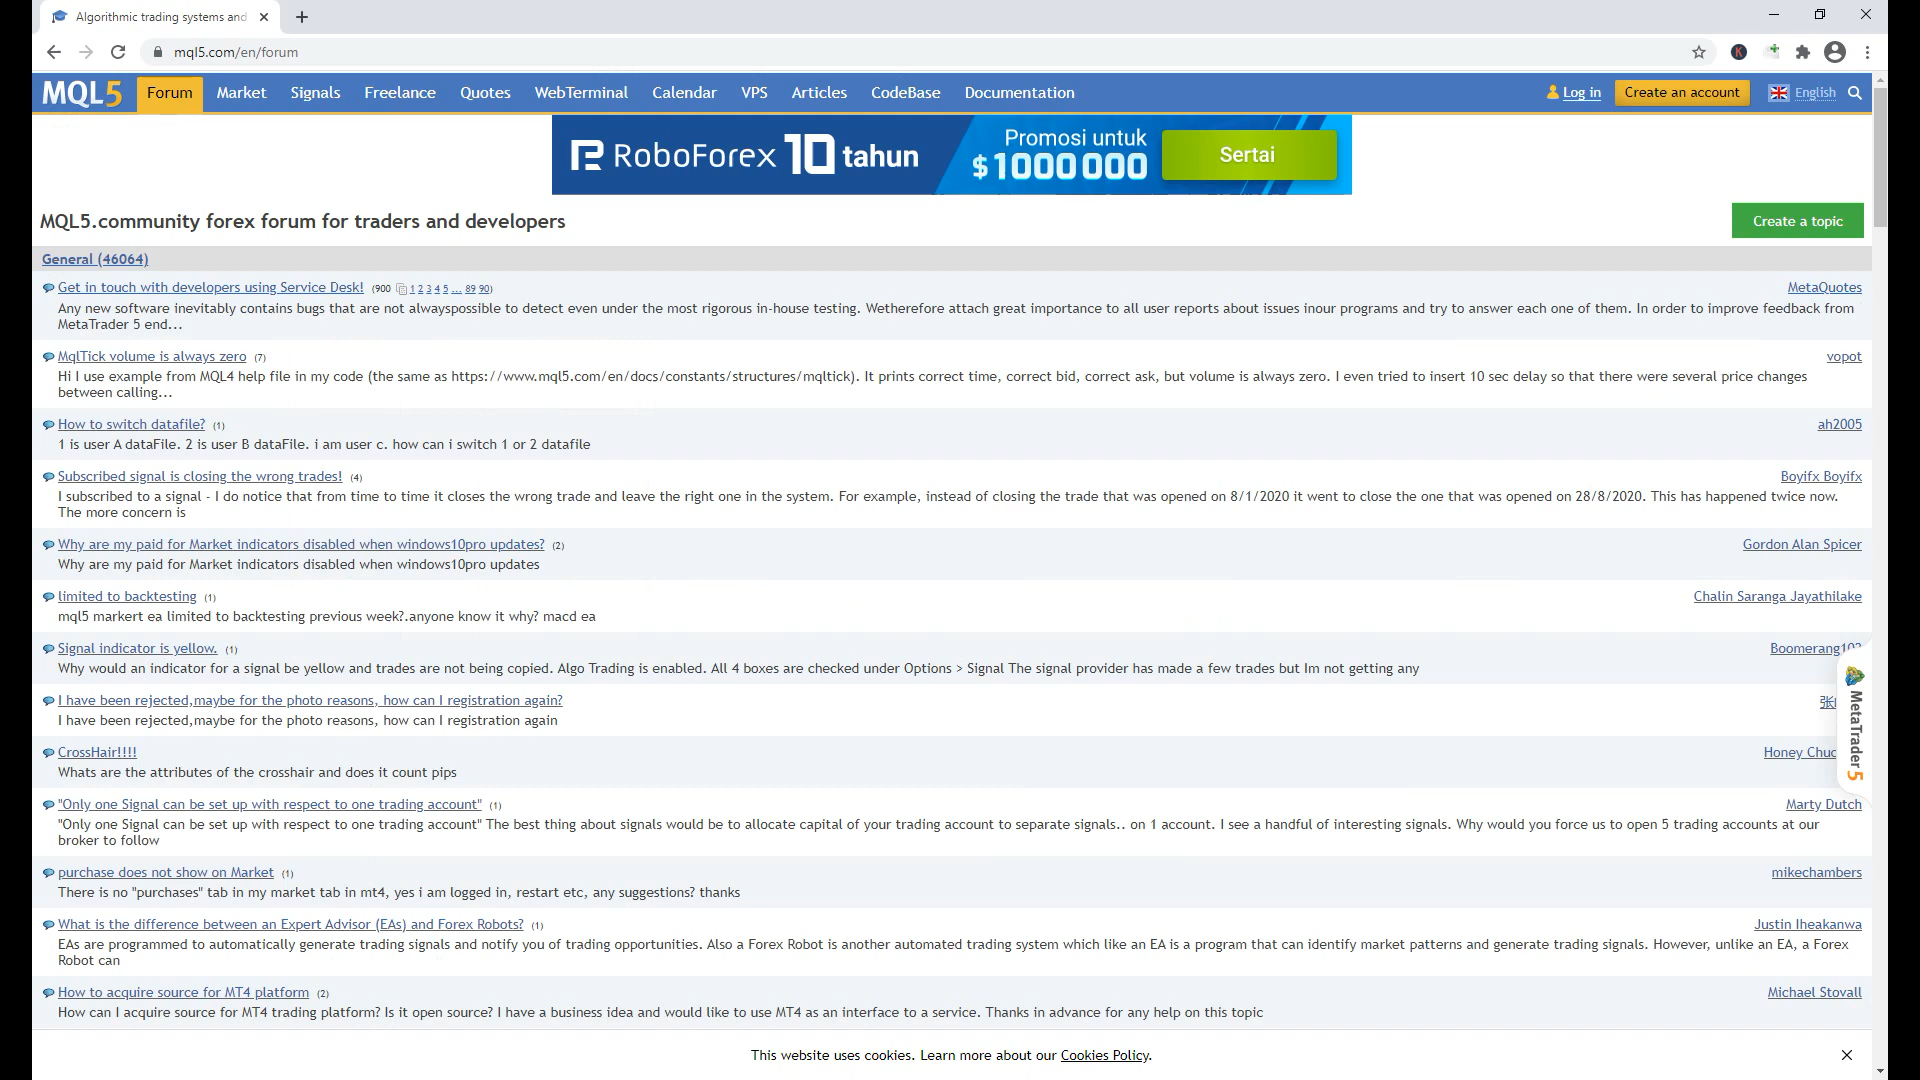 Algorithmic trading systems and
mql5.com/en/forum
MQL5 Forum Market Signals Freelance Quotes WebTerminal Calendar VPS Articles CodeBase Documentation Log in Create an account English
RoboForex 10 tahun Promosi untuk $1000000 Sertai
MQL5.community forex forum for traders and developers Create a topic
General (46064)
Get in touch with developers using Service Desk! (900 1 2 3 4 5 ... 89 90) MetaQuotes
Any new software inevitably contains bugs that are not alwayspossible to detect even under the most rigorous in-house testing. Wetherefore attach great importance to all user reports about issues inour programs and try to answer each one of them. In order to improve feedback from
MetaTrader 5 end...
MqlTick volume is always zero (7) vopot
Hi I use example from MQL4 help file in my code (the same as https://www.mql5.com/en/docs/constants/structures/mqltick). It prints correct time, correct bid, correct ask, but volume is always zero. I even tried to insert 10 sec delay so that there were several price changes
between calling...
How to switch datafile? (1) ah2005
1 is user A dataFile. 2 is user B dataFile. i am user c. how can i switch 1 or 2 datafile
Subscribed signal is closing the wrong trades! (4) Boyifx Boyifx
I subscribed to a signal - I do notice that from time to time it closes the wrong trade and leave the right one in the system. For example, instead of closing the trade that was opened on 8/1/2020 it went to close the one that was opened on 28/8/2020. This has happened twice now.
The more concern is
Why are my paid for Market indicators disabled when windows10pro updates? (2) Gordon Alan Spicer
Why are my paid for Market indicators disabled when windows10pro updates
limited to backtesting (1) Chalin Saranga Jayathilake
mql5 markert ea limited to backtesting previous week?.anyone know it why? macd ea
Signal indicator is yellow. (1) Boomerang102
Why would an indicator for a signal be yellow and trades are not being copied. Algo Trading is enabled. All 4 boxes are checked under Options > Signal The signal provider has made a few trades but Im not getting any
I have been rejected,maybe for the photo reasons, how can I registration again? 张
I have been rejected,maybe for the photo reasons, how can I registration again
CrossHair!!!! Honey Chuc
Whats are the attributes of the crosshair and does it count pips
MetaTrader 5
"Only one Signal can be set up with respect to one trading account" (1) Marty Dutch
"Only one Signal can be set up with respect to one trading account" The best thing about signals would be to allocate capital of your trading account to separate signals.. on 1 account. I see a handful of interesting signals. Why would you force us to open 5 trading accounts at our
broker to follow
purchase does not show on Market (1) mikechambers
There is no "purchases" tab in my market tab in mt4, yes i am logged in, restart etc, any suggestions? thanks
What is the difference between an Expert Advisor (EAs) and Forex Robots? (1) Justin Iheakanwa
EAs are programmed to automatically generate trading signals and notify you of trading opportunities. Also a Forex Robot is another automated trading system which like an EA is a program that can identify market patterns and generate trading signals. However, unlike an EA, a Forex
Robot can
How to acquire source for MT4 platform (2) Michael Stovall
How can I acquire source for MT4 trading platform? Is it open source? I have a business idea and would like to use MT4 as an interface to a service. Thanks in advance for any help on this topic
This website uses cookies. Learn more about our Cookies Policy.